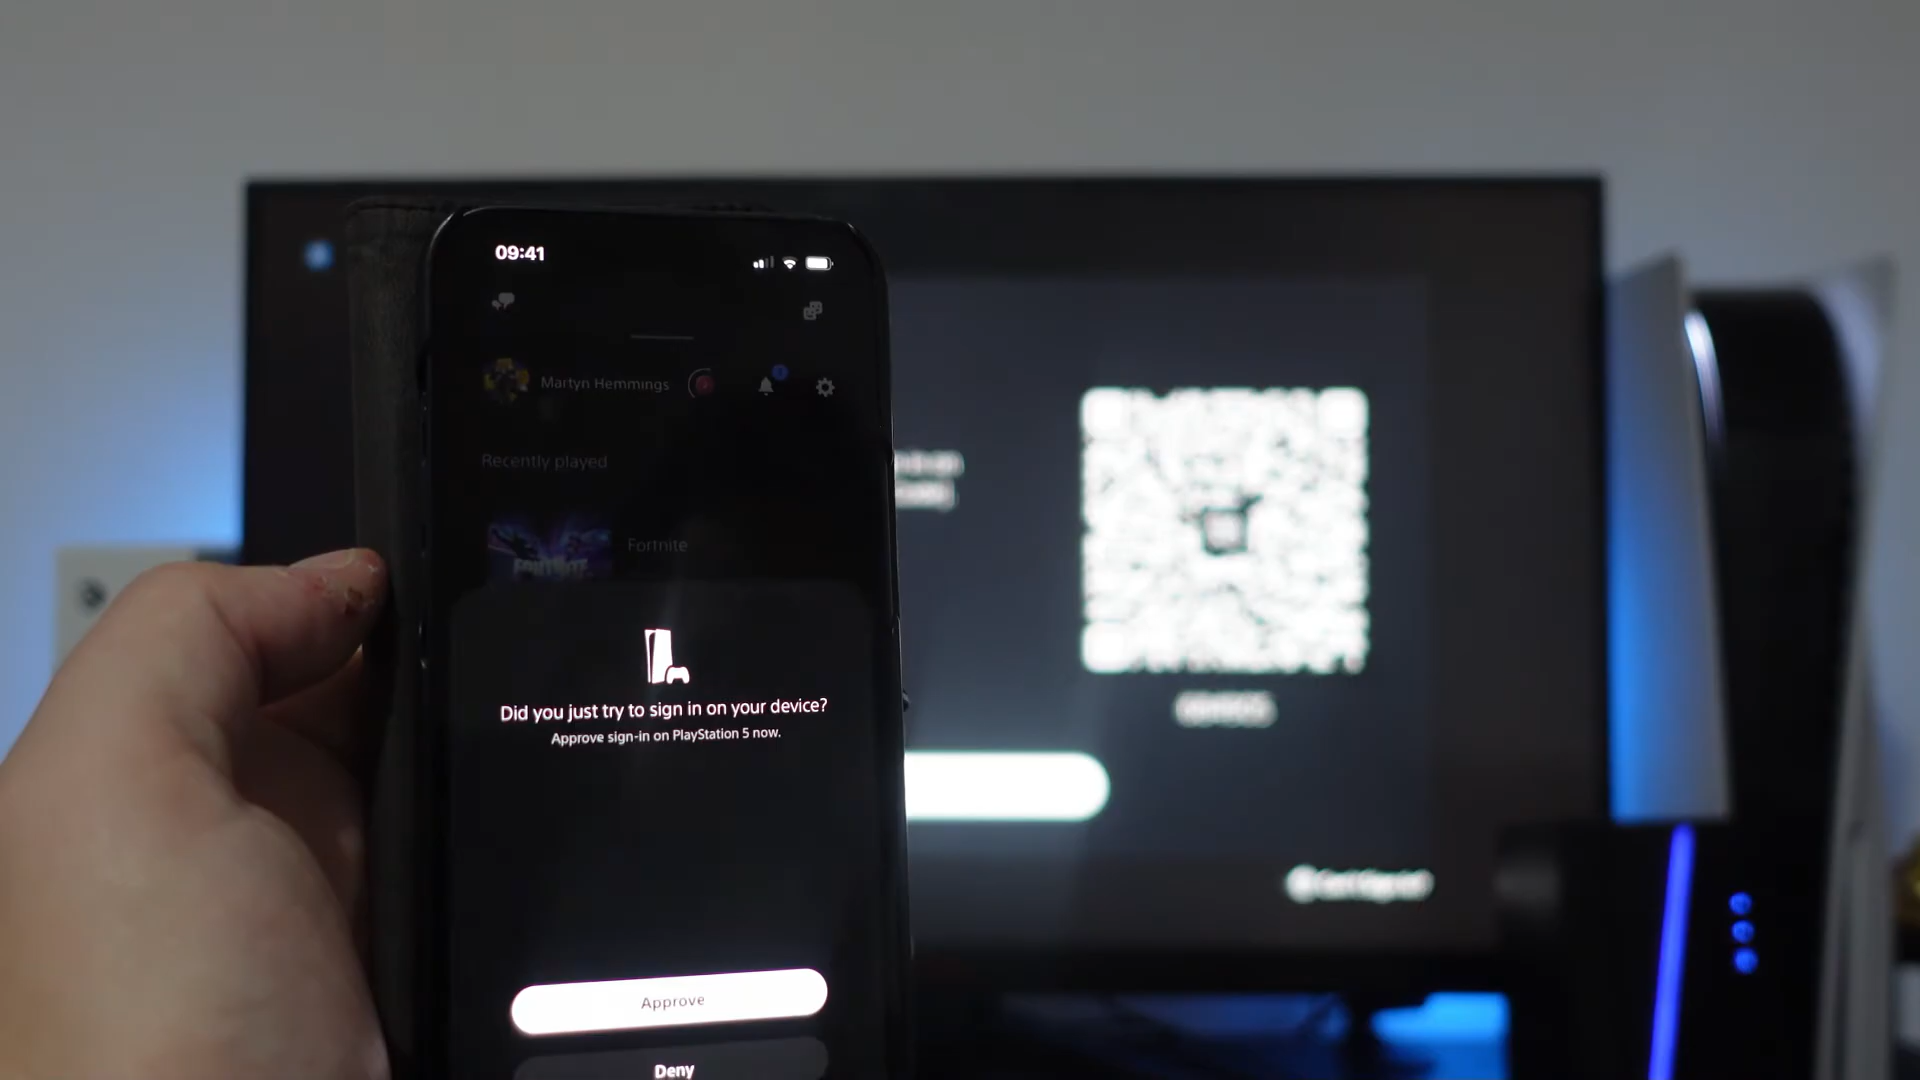 09:41
Martyn Hemmings
Recently played
Fortnite
FORTNITE
Did you just try to sign in on your device?
Approve sign-in on PlayStation 5 now.
Approve
Deny